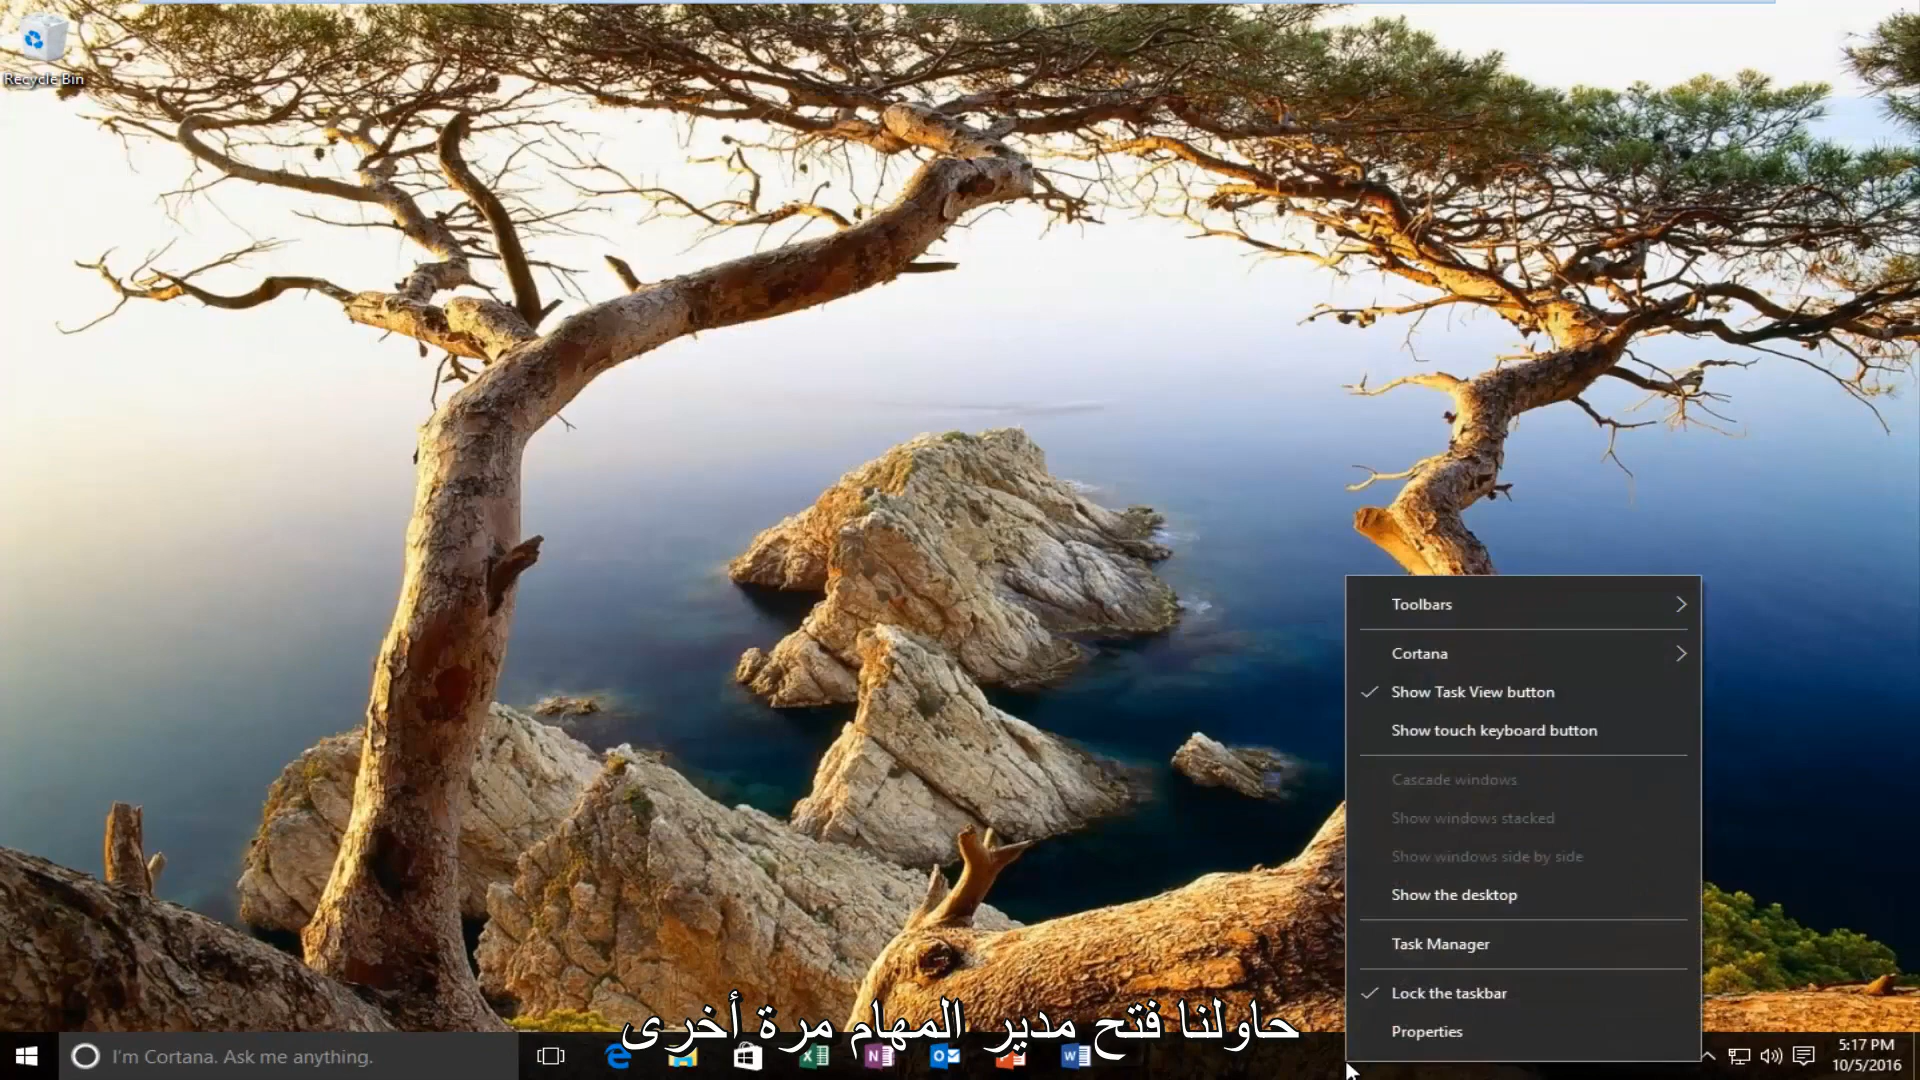 Recycle Bin
Toolbars
Cortana
Show Task View button
Show touch keyboard button
Cascade windows
Show windows stacked
Show windows side by side
Show the desktop
Task Manager
Lock the taskbar
Properties
حاولنا فتح مدير المهام مرة أخرى
I'm Cortana. Ask me anything.
5:17 PM
10/5/2016